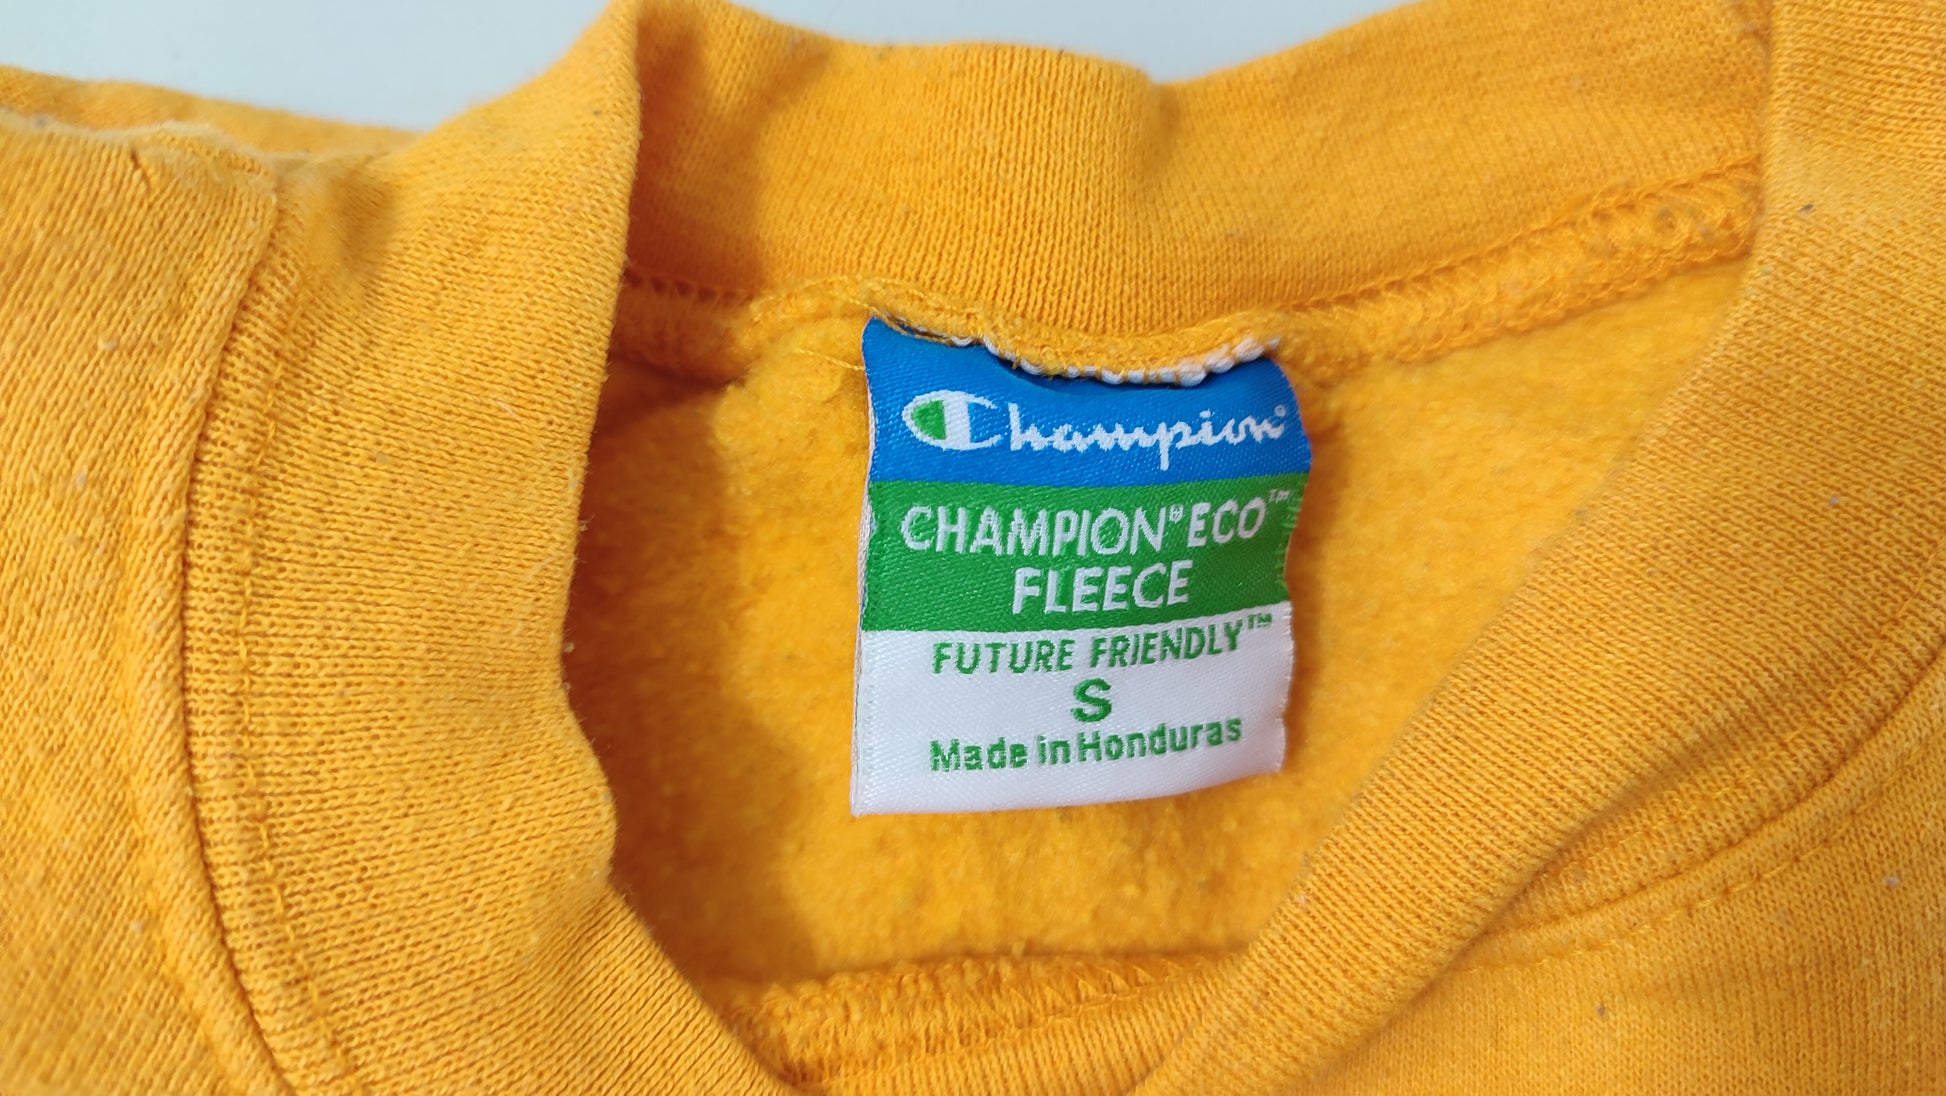 Champion®
CHAMPION® ECO™
FLEECE
FUTURE FRIENDLY™
S
Made in Honduras